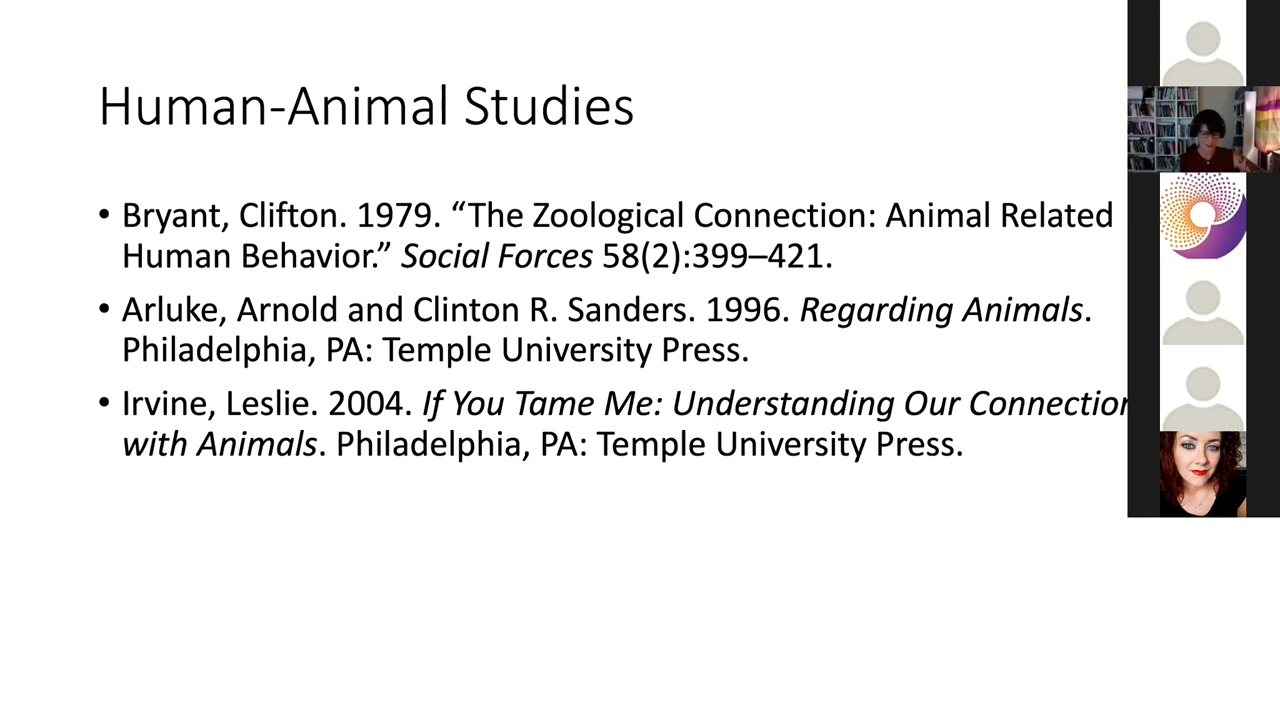 Human-Animal Studies
• Bryant, Clifton. 1979. “The Zoological Connection: Animal Related
Human Behavior.” Social Forces 58(2):399–421.
• Arluke, Arnold and Clinton R. Sanders. 1996. Regarding Animals.
Philadelphia, PA: Temple University Press.
• Irvine, Leslie. 2004. If You Tame Me: Understanding Our Connection
with Animals. Philadelphia, PA: Temple University Press.